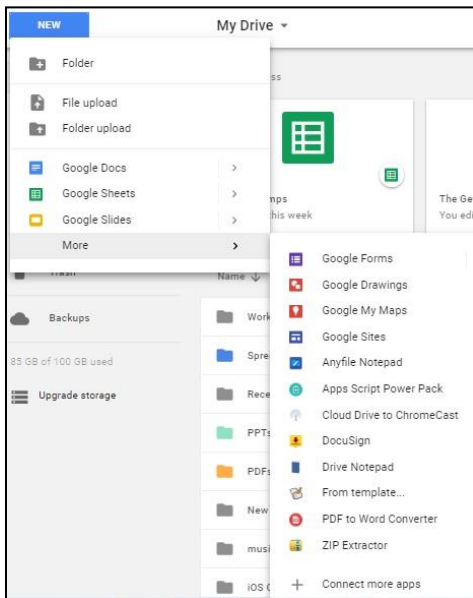 NEW
My Drive
Folder
File upload
Folder upload
Google Docs
Google Sheets
Google Slides
More
this week
The Ge
You edi
Trash
Name
Backups
85 GB of 100 GB used
Upgrade storage
Work
Spre
Rece
PPTs
PDFs
New
musi
iOS
Google Forms
Google Drawings
Google My Maps
Google Sites
Anyfile Notepad
Apps Script Power Pack
Cloud Drive to ChromeCast
DocuSign
Drive Notepad
From template...
PDF to Word Converter
ZIP Extractor
Connect more apps